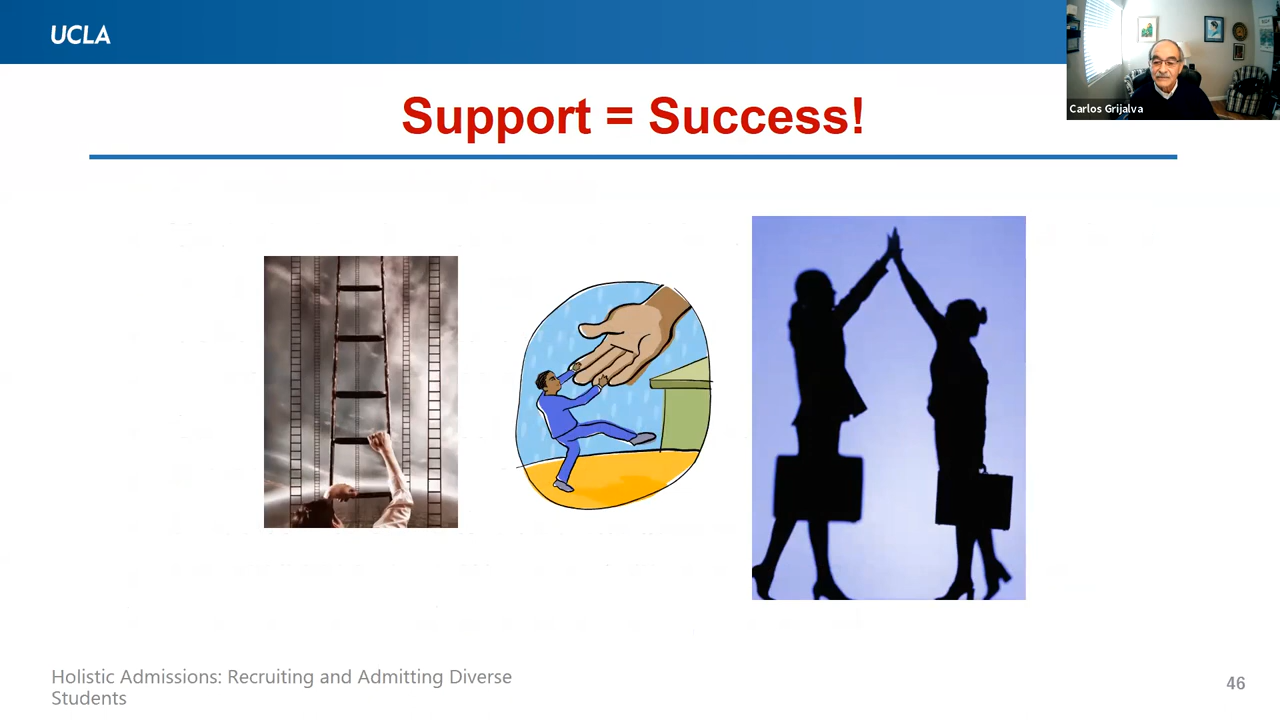 UCLA
Carlos Grijalva
Support = Success!
Holistic Admissions: Recruiting and Admitting Diverse
Students
46